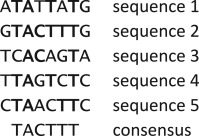 ATATTATG sequence 1
GTACTTTG sequence 2
TCACAGTA sequence 3
TTAGTCTC sequence 4
CTAACTTC sequence 5
TACTTT consensus